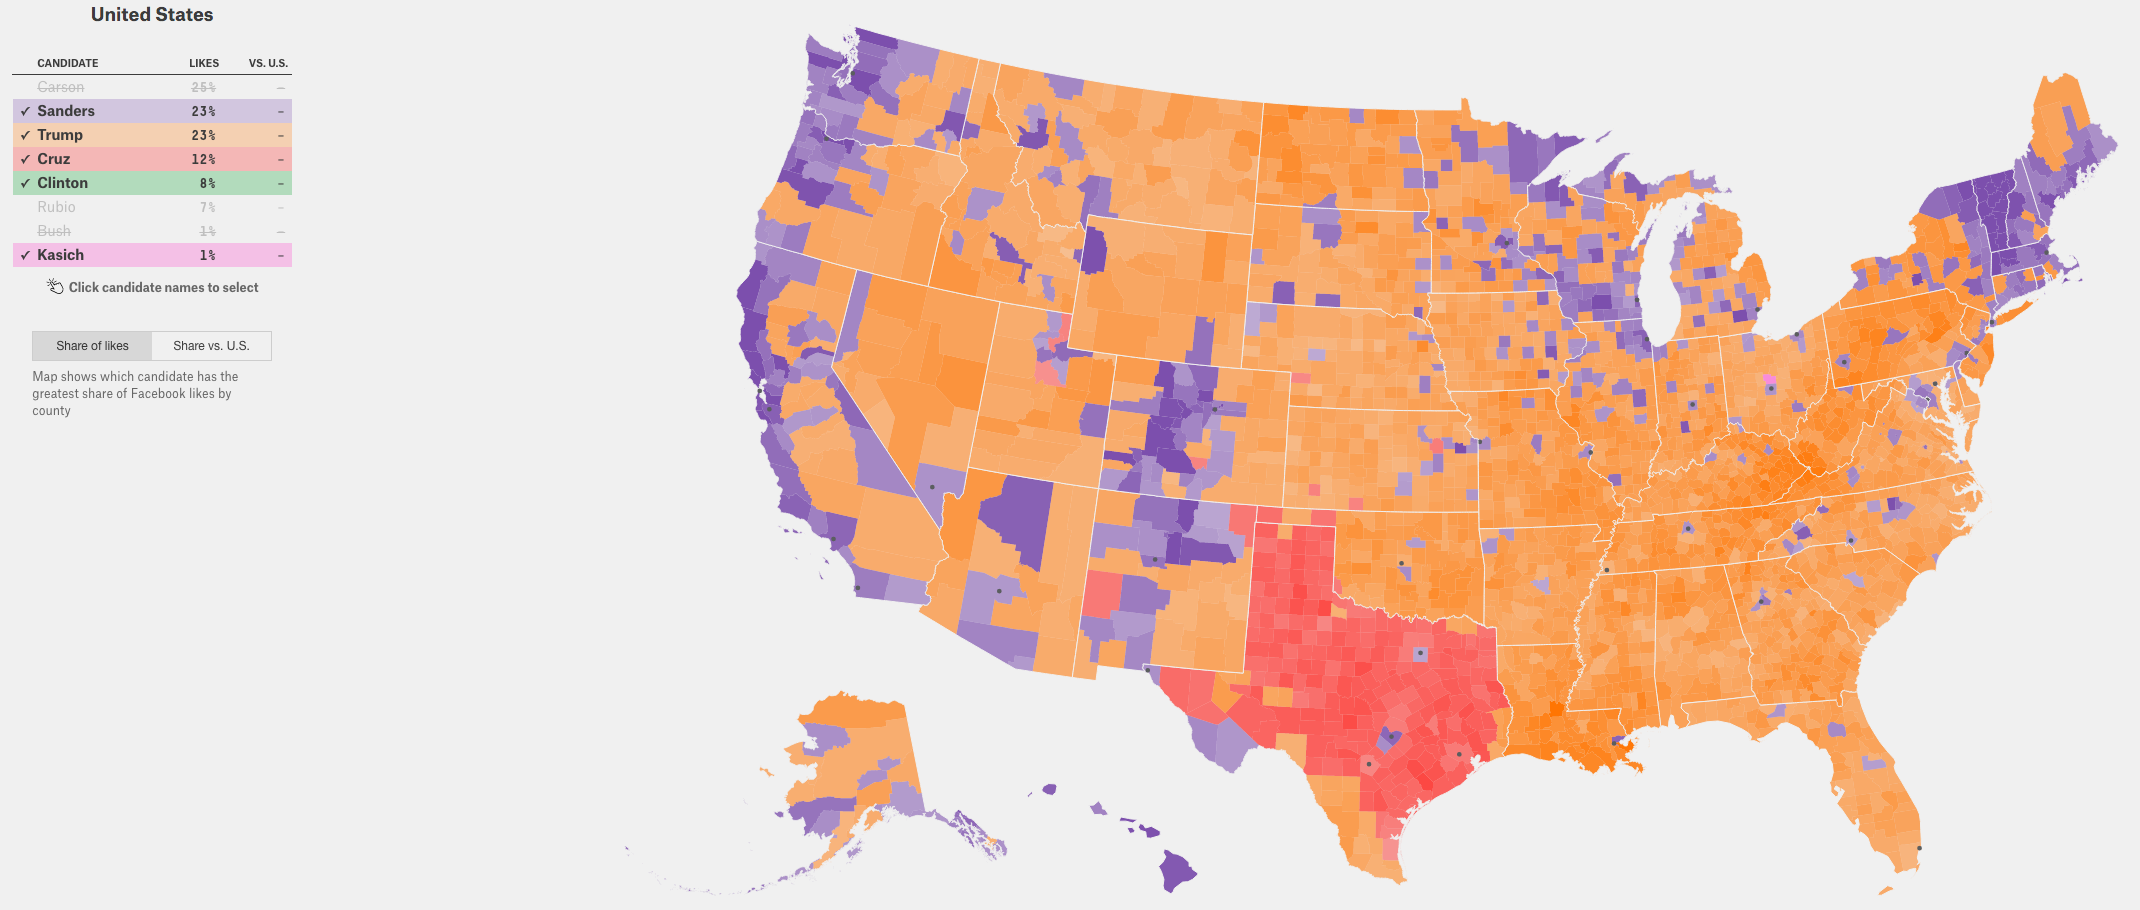 United States
CANDIDATE LIKES VS. U.S.
Carson 25% –
✓ Sanders 23% –
✓ Trump 23% –
✓ Cruz 12% –
✓ Clinton 8% –
Rubio 7% –
Bush 1% –
✓ Kasich 1% –
Click candidate names to select
Share of likes Share vs. U.S.
Map shows which candidate has the
greatest share of Facebook likes by
county